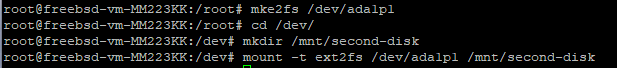 root@freebsd-vm-MM223KK:/root# mke2fs /dev/ada1p1
root@freebsd-vm-MM223KK:/root# cd /dev/
root@freebsd-vm-MM223KK:/dev# mkdir /mnt/second-disk
root@freebsd-vm-MM223KK:/dev# mount -t ext2fs /dev/ada1p1 /mnt/second-disk